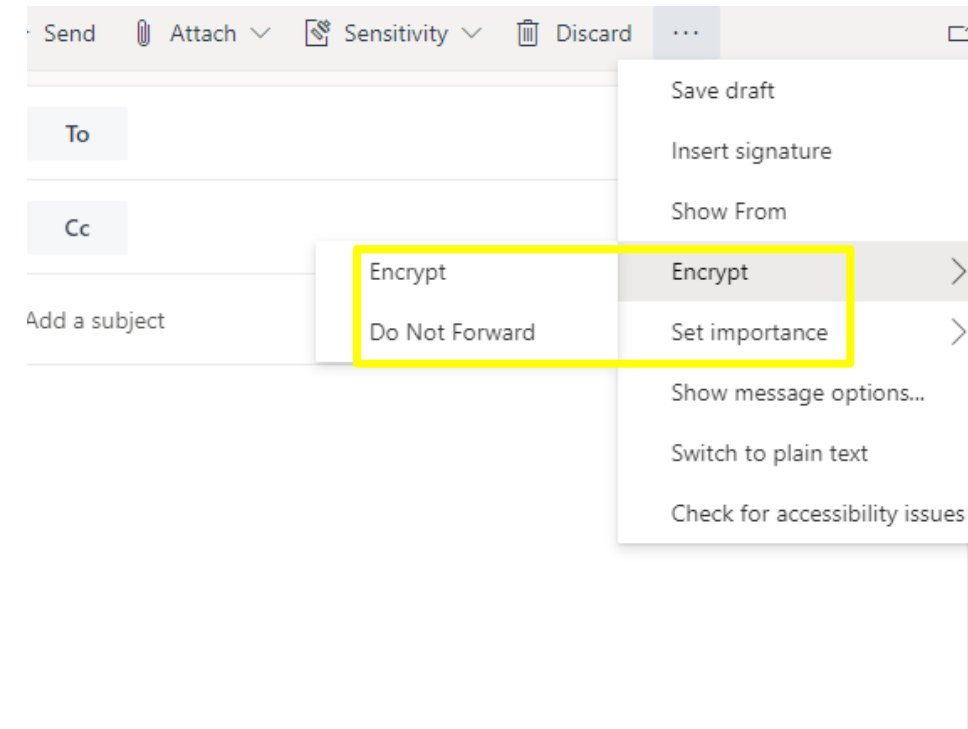 Send Attach Sensitivity Discard ...
Save draft
To
Insert signature
Show From
Cc
Encrypt Encrypt
Add a subject
Do Not Forward Set importance
Show message options...
Switch to plain text
Check for accessibility issues